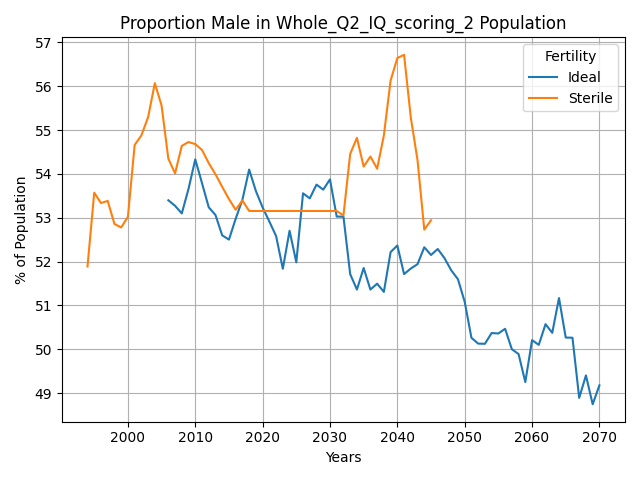 Proportion Male in Whole_Q2_IQ_scoring_2 Population
57
56
55
54
53
52
51
50
49
% of Population
Fertility
Ideal
Sterile
2000
2010
2020
2030
2040
2050
2060
2070
Years